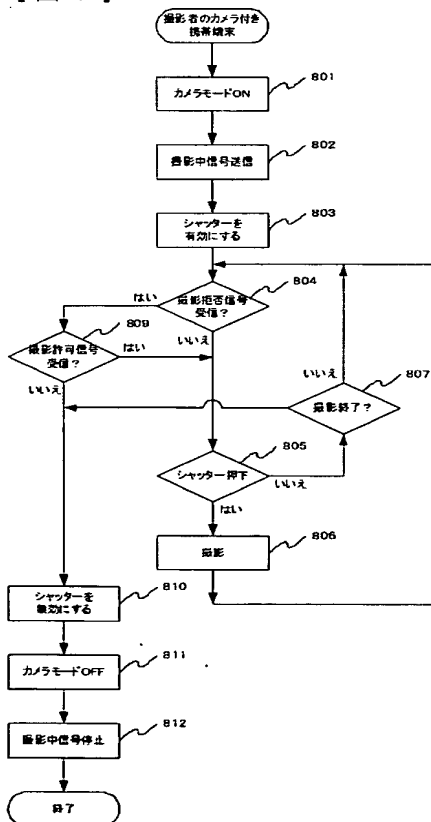 撮影者のカメラ付き
携帯端末
801
カメラモードON
802
撮影中信号送信
803
シャッターを
有効にする
804
撮影拒否信号
受信？
はい
いいえ
809
撮影許可信号
受信？
はい
いいえ
807
撮影終了？
いいえ
805
シャッター押下
いいえ
はい
806
撮影
810
シャッターを
無効にする
811
カメラモードOFF
812
撮影中信号停止
終了